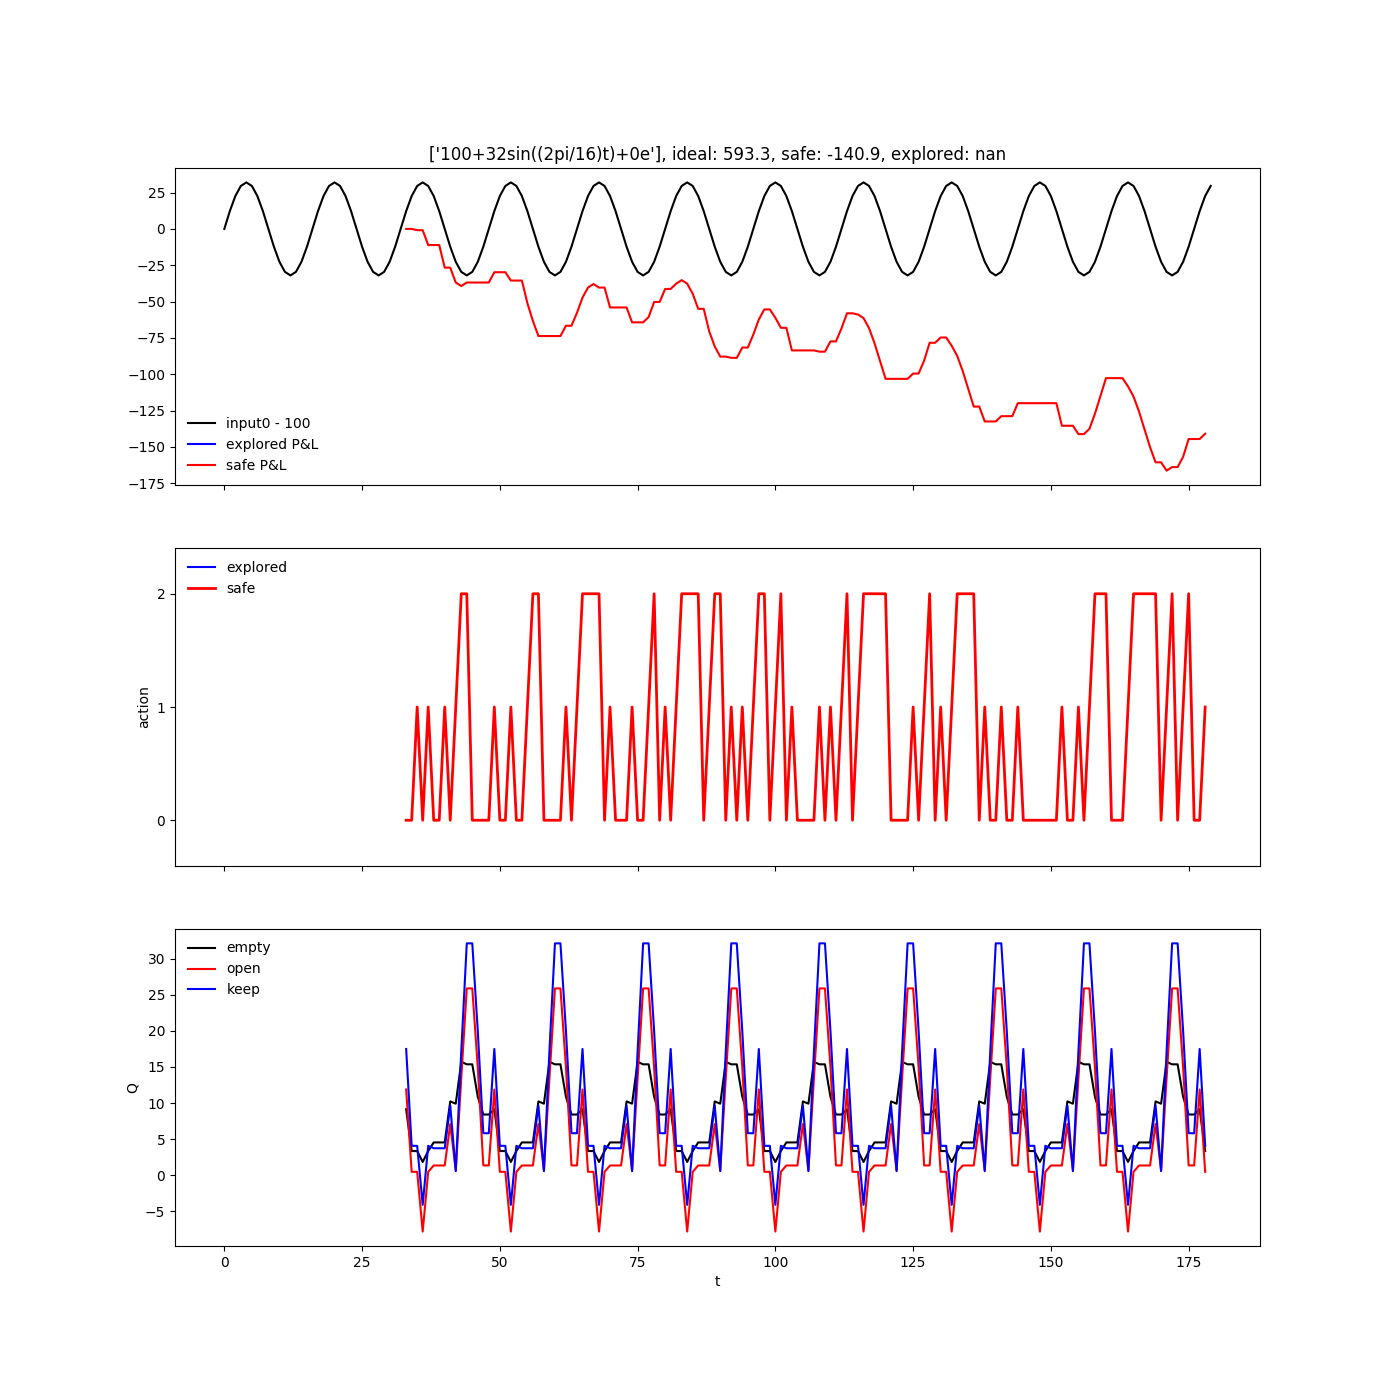 ['100+32sin((2pi/16)t)+0e'], ideal: 593.3, safe: -140.9, explored: nan
25
0
−25
−50
−75
−100
−125
−150
−175
input0 - 100
explored P&L
safe P&L
explored
safe
2
1
0
action
empty
open
keep
30
25
20
15
10
5
0
−5
Q
0
25
50
75
100
125
150
175
t